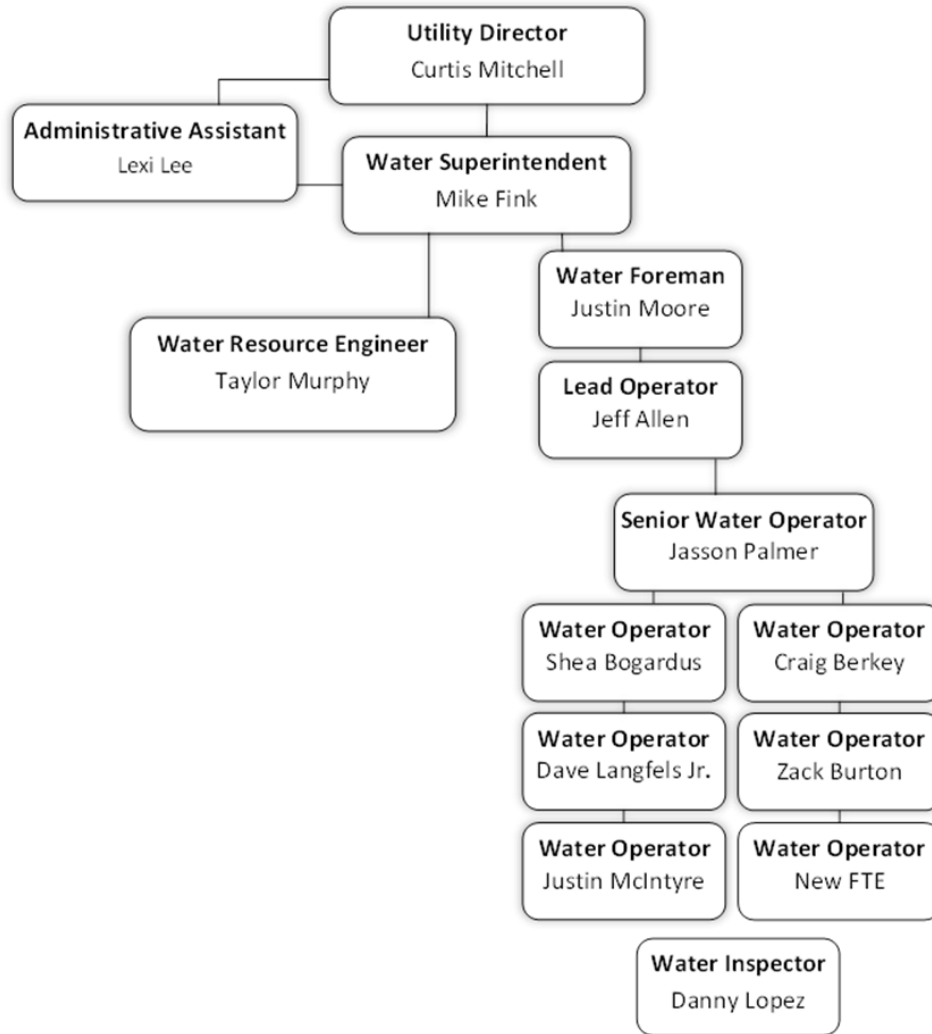 Utility Director
Curtis Mitchell
Administrative Assistant
Lexi Lee
Water Superintendent
Mike Fink
Water Foreman
Justin Moore
Water Resource Engineer
Taylor Murphy
Lead Operator
Jeff Allen
Senior Water Operator
Jasson Palmer
Water Operator
Shea Bogardus
Water Operator
Craig Berkey
Water Operator
Dave Langfels Jr.
Water Operator
Zack Burton
Water Operator
Justin McIntyre
Water Operator
New FTE
Water Inspector
Danny Lopez